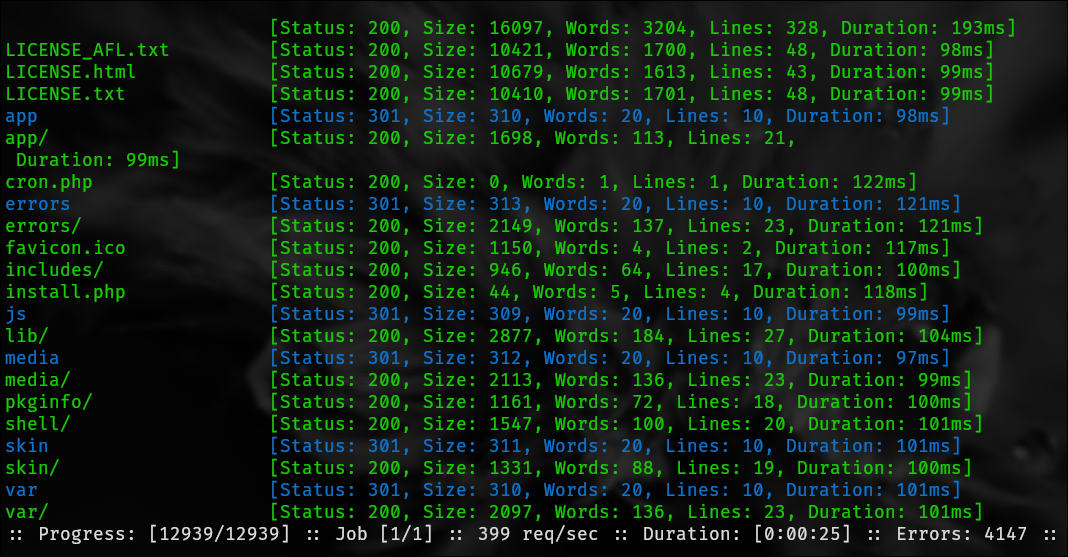 [Status: 200, Size: 16097, Words: 3204, Lines: 328, Duration: 193ms]
LICENSE_AFL.txt [Status: 200, Size: 10421, Words: 1700, Lines: 48, Duration: 98ms]
LICENSE.html [Status: 200, Size: 10679, Words: 1613, Lines: 43, Duration: 99ms]
LICENSE.txt [Status: 200, Size: 10410, Words: 1701, Lines: 48, Duration: 99ms]
app [Status: 301, Size: 310, Words: 20, Lines: 10, Duration: 98ms]
app/ [Status: 200, Size: 1698, Words: 113, Lines: 21,
Duration: 99ms]
cron.php [Status: 200, Size: 0, Words: 1, Lines: 1, Duration: 122ms]
errors [Status: 301, Size: 313, Words: 20, Lines: 10, Duration: 121ms]
errors/ [Status: 200, Size: 2149, Words: 137, Lines: 23, Duration: 121ms]
favicon.ico [Status: 200, Size: 1150, Words: 4, Lines: 2, Duration: 117ms]
includes/ [Status: 200, Size: 946, Words: 64, Lines: 17, Duration: 100ms]
install.php [Status: 200, Size: 44, Words: 5, Lines: 4, Duration: 118ms]
js [Status: 301, Size: 309, Words: 20, Lines: 10, Duration: 99ms]
lib/ [Status: 200, Size: 2877, Words: 184, Lines: 27, Duration: 104ms]
media [Status: 301, Size: 312, Words: 20, Lines: 10, Duration: 97ms]
media/ [Status: 200, Size: 2113, Words: 136, Lines: 23, Duration: 99ms]
pkginfo/ [Status: 200, Size: 1161, Words: 72, Lines: 18, Duration: 100ms]
shell/ [Status: 200, Size: 1547, Words: 100, Lines: 20, Duration: 101ms]
skin [Status: 301, Size: 311, Words: 20, Lines: 10, Duration: 101ms]
skin/ [Status: 200, Size: 1331, Words: 88, Lines: 19, Duration: 100ms]
var [Status: 301, Size: 310, Words: 20, Lines: 10, Duration: 101ms]
var/ [Status: 200, Size: 2097, Words: 136, Lines: 23, Duration: 101ms]
:: Progress: [12939/12939] :: Job [1/1] :: 399 req/sec :: Duration: [0:00:25] :: Errors: 4147 ::